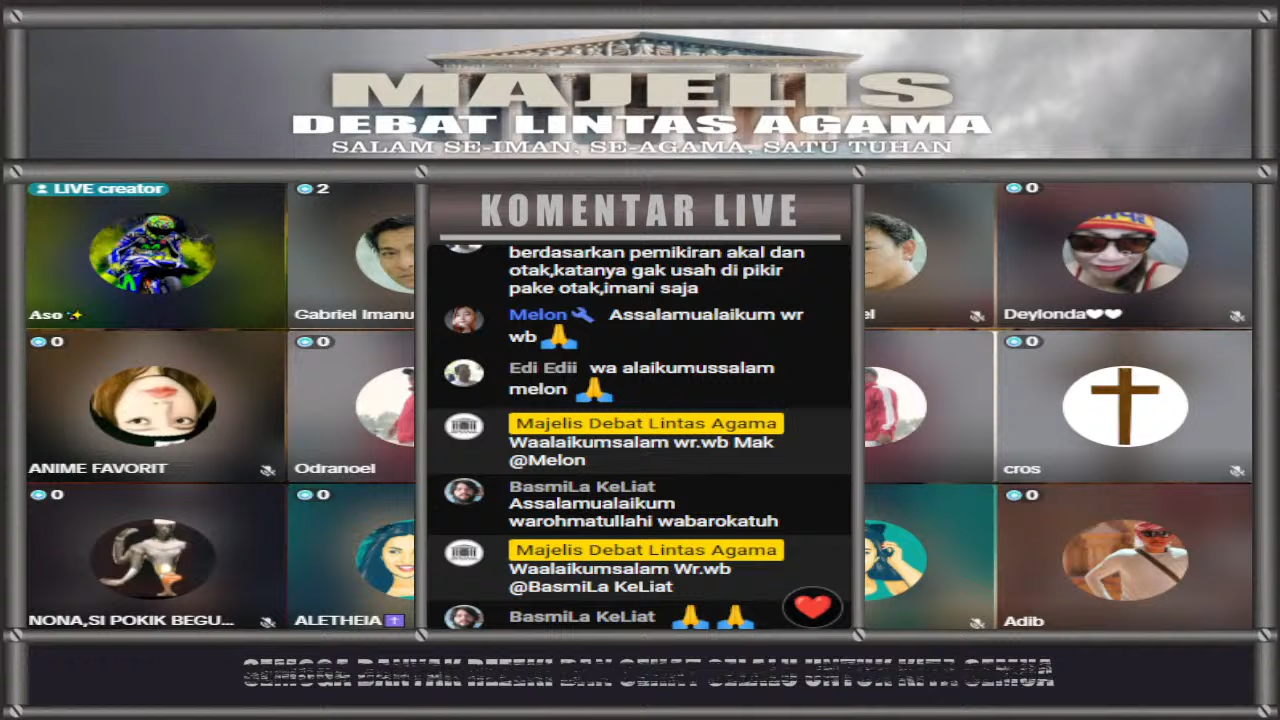 MAJELIS
DEBAT LINTAS AGAMA
SALAM SE-IMAN, SE-AGAMA, SATU TUHAN
LIVE creator
2
0
KOMENTAR LIVE
Aso
Gabriel Imanu
el
Deylonda
berdasarkan pemikiran akal dan
otak,katanya gak usah di pikir
pake otak,imani saja
Melon Assalamualaikum wr
wb 🙏
Edi Edii wa alaikumussalam
melon 🙏
Majelis Debat Lintas Agama
Waalaikumsalam wr.wb Mak
@Melon
BasmiLa KeLiat
Assalamualaikum
warohmatullahi wabarokatuh
Majelis Debat Lintas Agama
Waalaikumsalam Wr.wb
@BasmiLa KeLiat
BasmiLa KeLiat 🙏 🙏
0
0
0
ANIME FAVORIT
Odranoel
cros
0
0
0
NONA,SI POKIK BEGU...
ALETHEIA
Adib
SEMOGA BANYAK REZEKI DAN SEHAT SELALU UNTUK KITA SEMUA